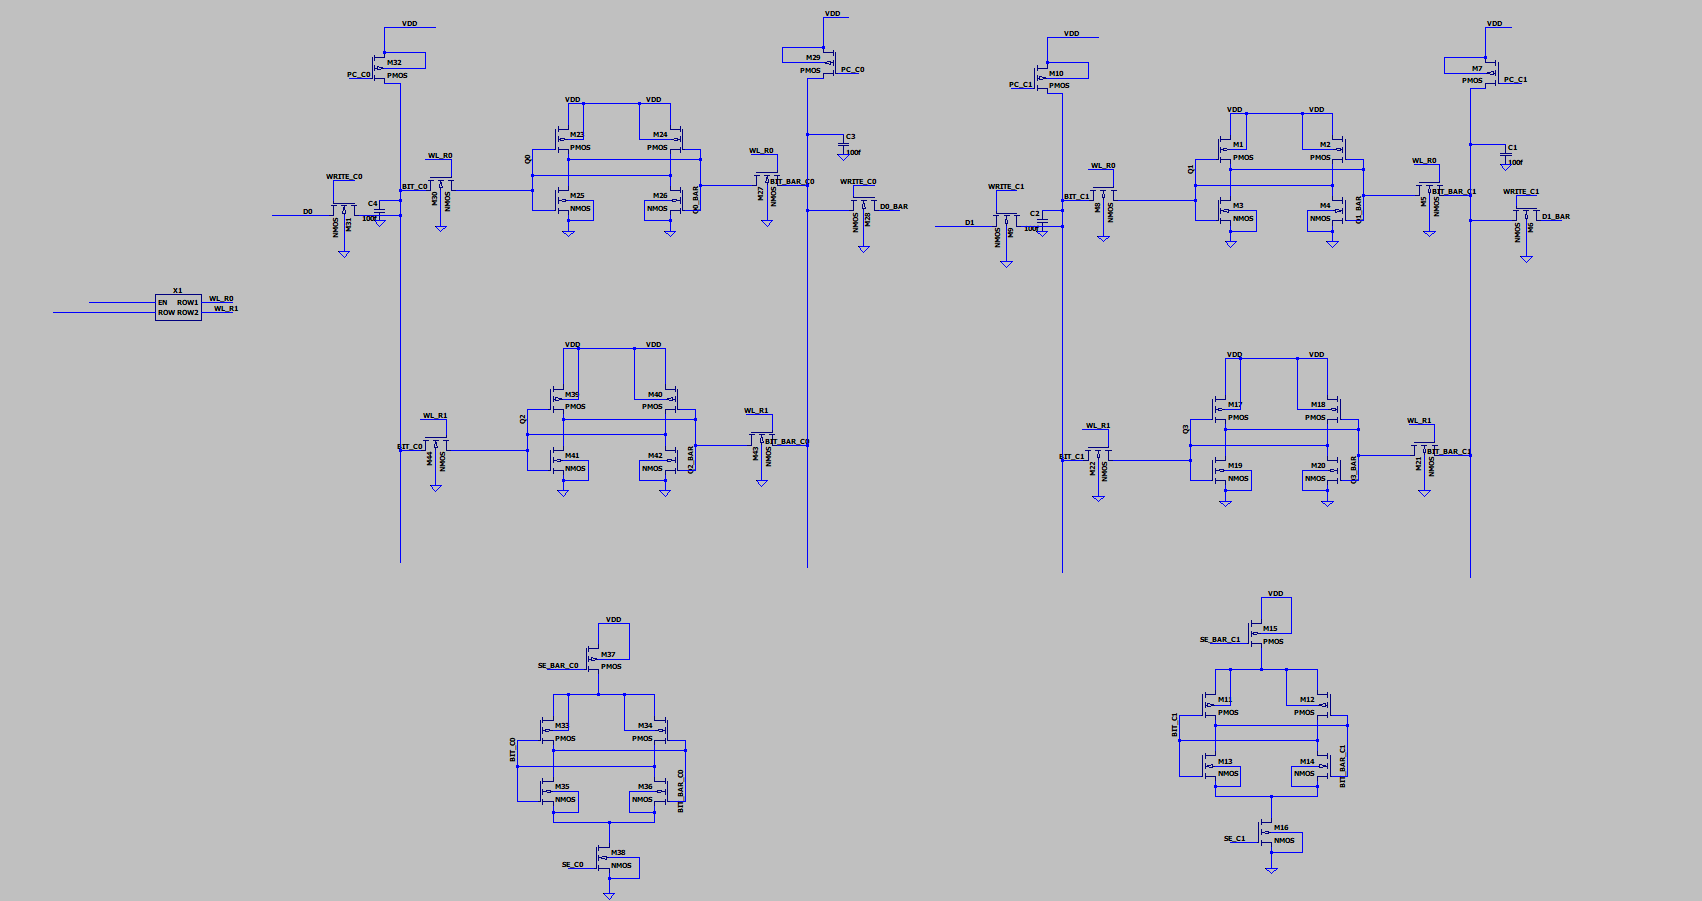 VDD
M32
PMOS
PC_C0
VDD
M29
PMOS
PC_C0
VDD
M10
PMOS
PC_C1
VDD
M7
PMOS
PC_C1
VDD VDD
M23
PMOS
M24
PMOS
Q0
M25
NMOS
M26
NMOS
Q0_BAR
WL_R0
BIT_C0
M30
NMOS
WRITE_C0
D0
NMOS
M31
C4
100f
WL_R0
M27
NMOS
BIT_BAR_C0
C3
100f
WRITE_C0
NMOS
M28
D0_BAR
VDD VDD
M1
PMOS
M2
PMOS
Q1
M3
NMOS
M4
NMOS
Q1_BAR
WL_R0
BIT_C1
M8
NMOS
WRITE_C1
D1
NMOS
M9
C2
100f
WL_R0
M5
NMOS
BIT_BAR_C1
C1
100f
WRITE_C1
NMOS
M6
D1_BAR
X1
EN ROW1
ROW ROW2
WL_R0
WL_R1
VDD VDD
M39
PMOS
M40
PMOS
Q2
M41
NMOS
M42
NMOS
Q2_BAR
WL_R1
BIT_C0
M44
NMOS
WL_R1
M43
NMOS
BIT_BAR_C0
VDD VDD
M17
PMOS
M18
PMOS
Q3
M19
NMOS
M20
NMOS
Q3_BAR
WL_R1
BIT_C1
M22
NMOS
WL_R1
M21
NMOS
BIT_BAR_C1
VDD
M37
PMOS
SE_BAR_C0
M33
PMOS
M34
PMOS
BIT_C0
M35
NMOS
M36
NMOS
BIT_BAR_C0
M38
NMOS
SE_C0
VDD
M15
PMOS
SE_BAR_C1
M11
PMOS
M12
PMOS
BIT_C1
M13
NMOS
M14
NMOS
BIT_BAR_C1
M16
NMOS
SE_C1